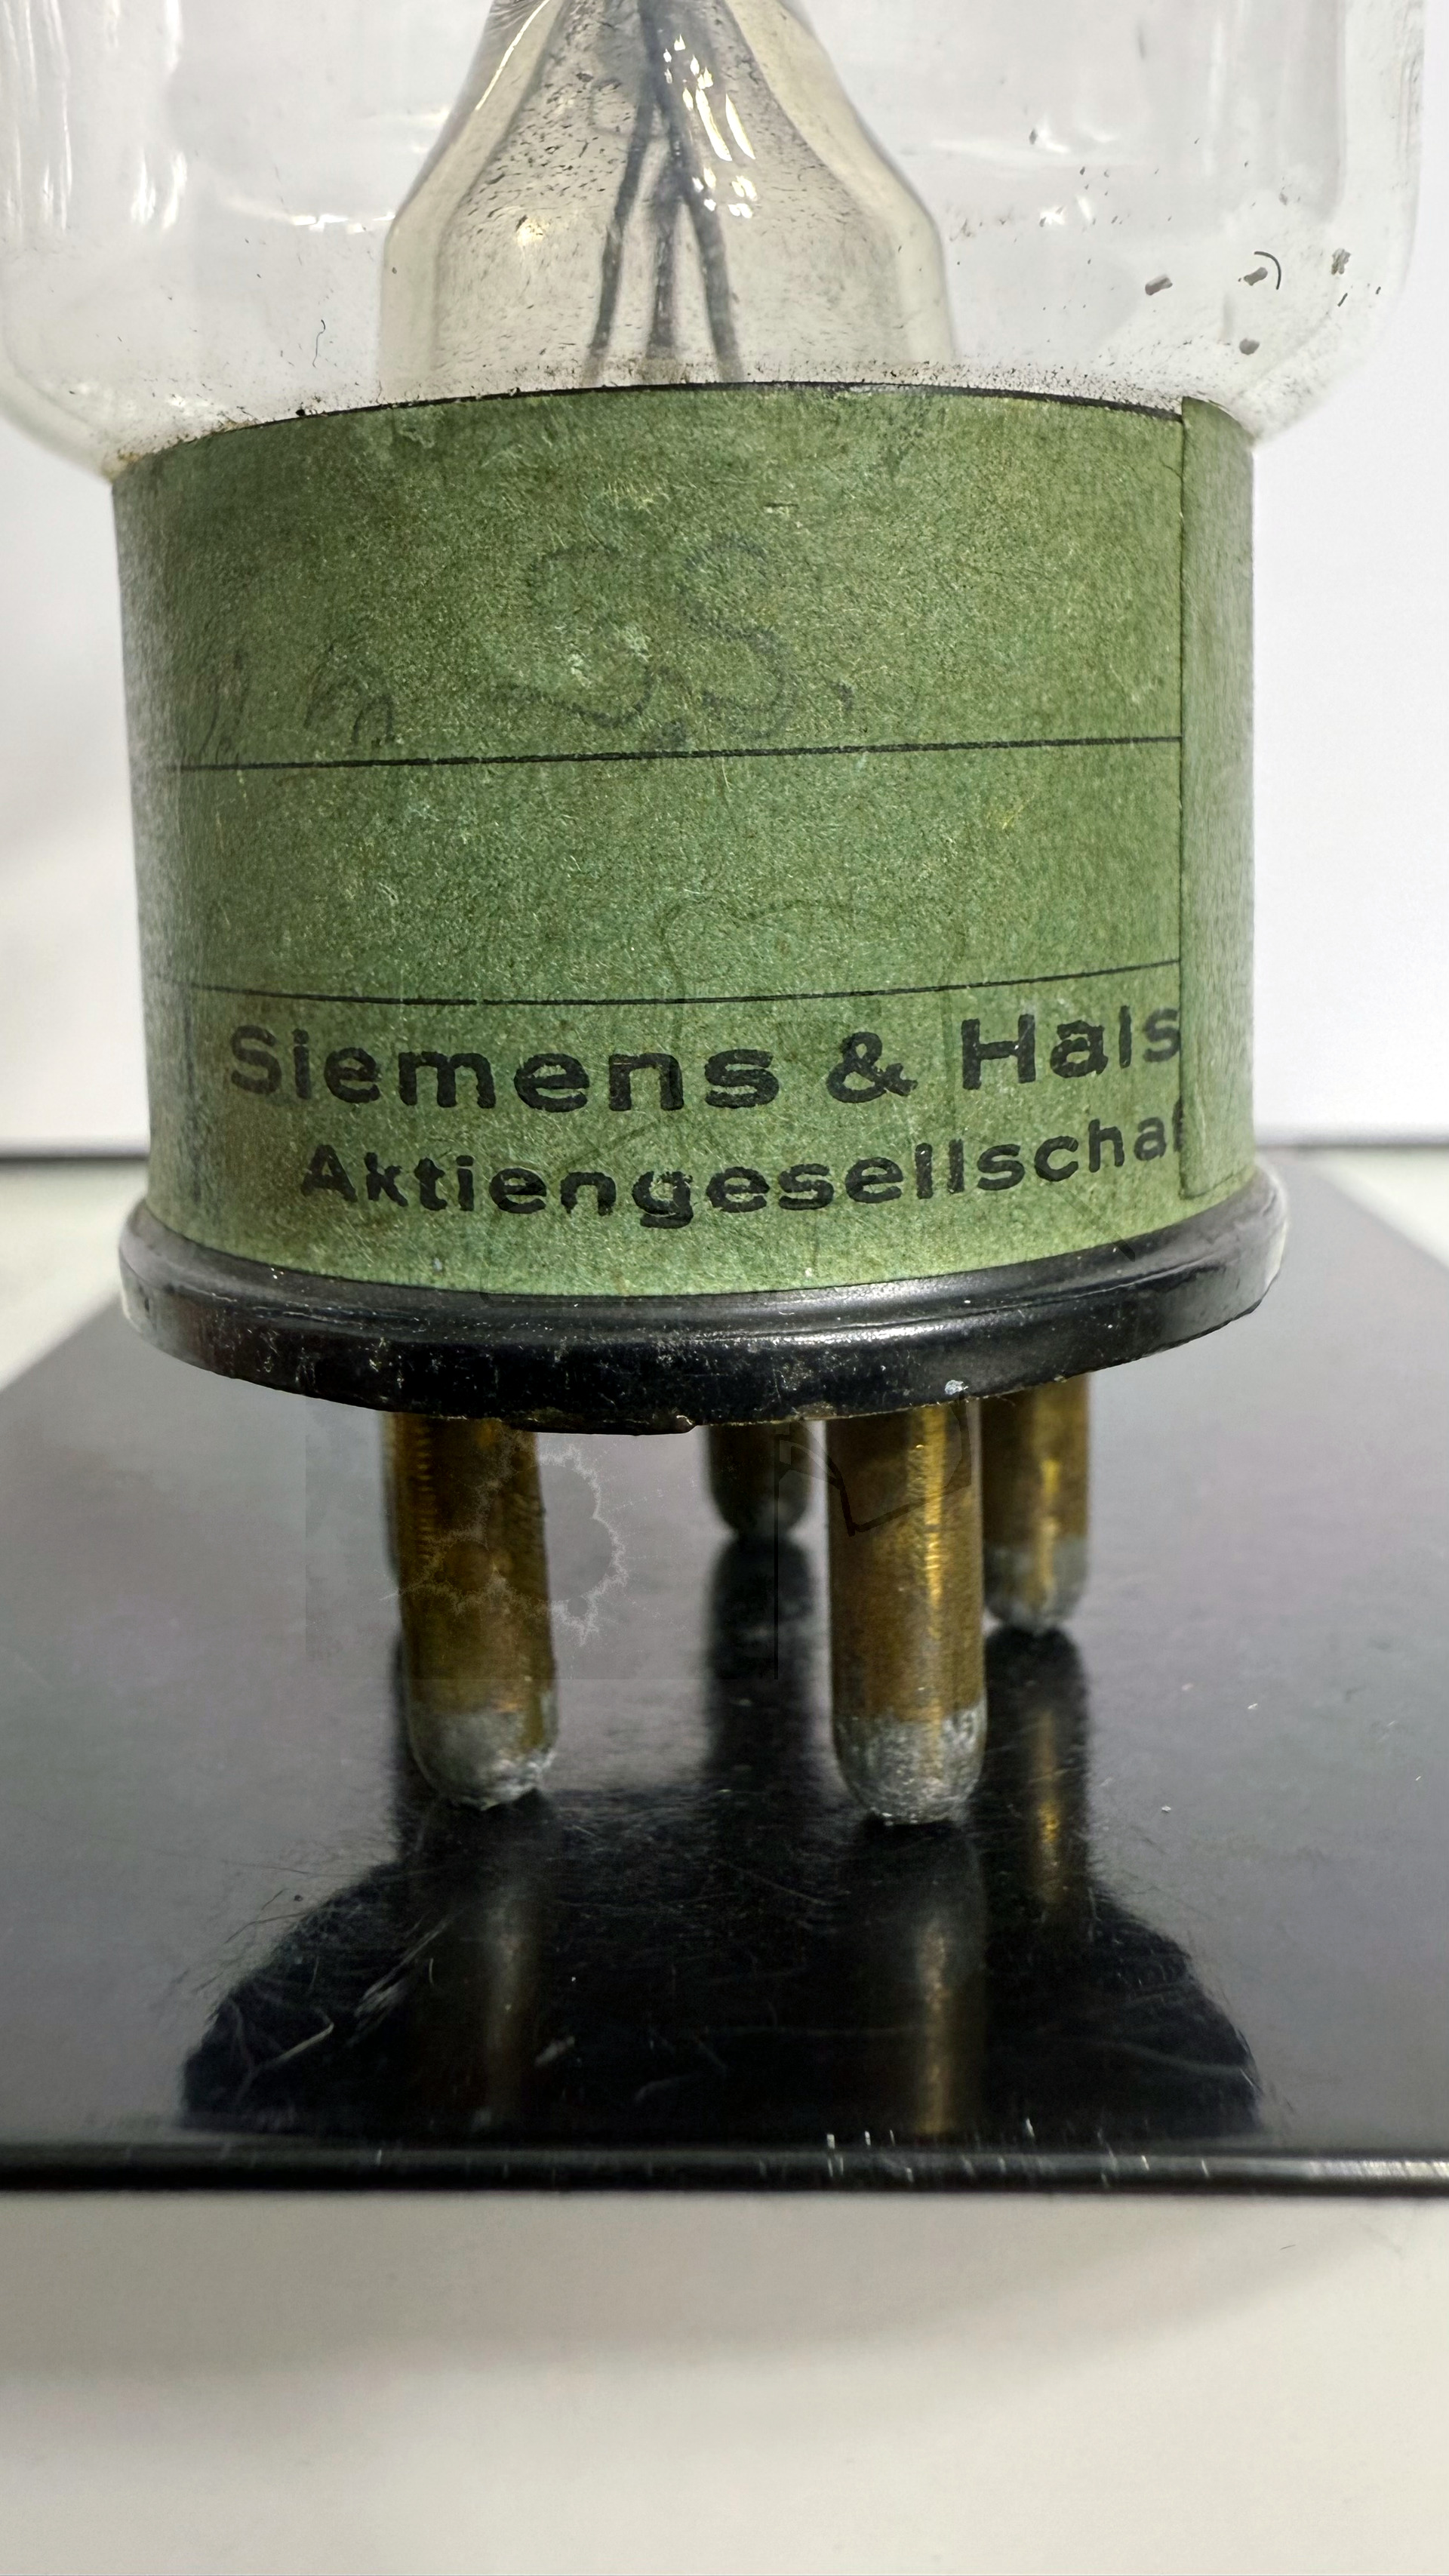 Siemens & Hals
Aktiengesellschaf